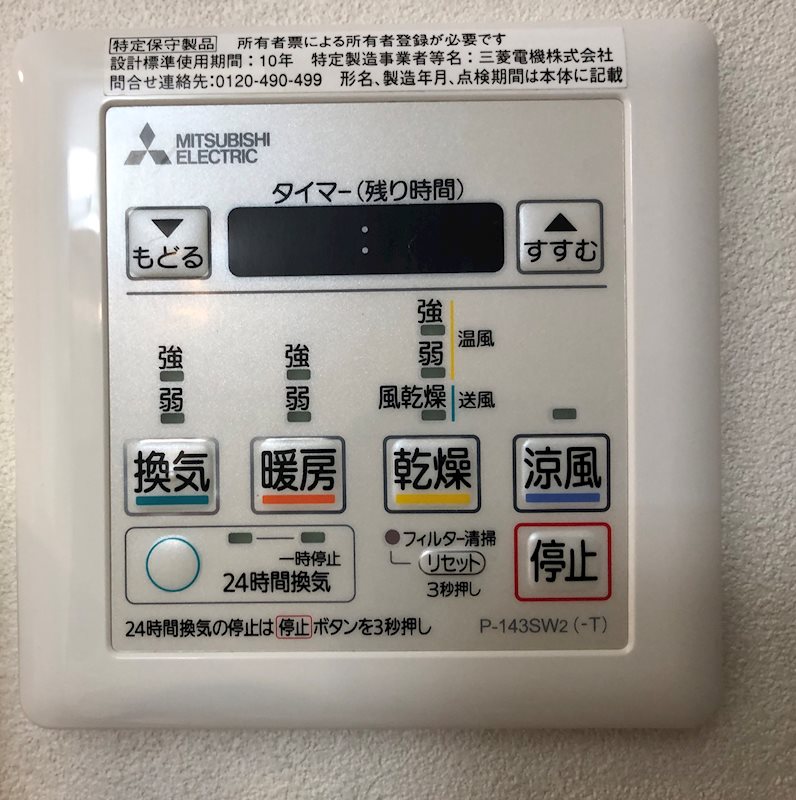 特定保守製品 所有者票による所有者登録が必要です
設計標準使用期間：10年 特定製造事業者等名：三菱電機株式会社
問合せ連絡先：0120-490-499 形名、製造年月、点検期間は本体に記載
MITSUBISHI
ELECTRIC
タイマー(残り時間)
▼
もどる
:
▲
すすむ
強
弱
強
弱
強
弱
温風
風乾燥
送風
換気
暖房
乾燥
涼風
一時停止
24時間換気
フィルター清掃
リセット
3秒押し
停止
24時間換気の停止は 停止 ボタンを3秒押し
P-143SW2(-T)